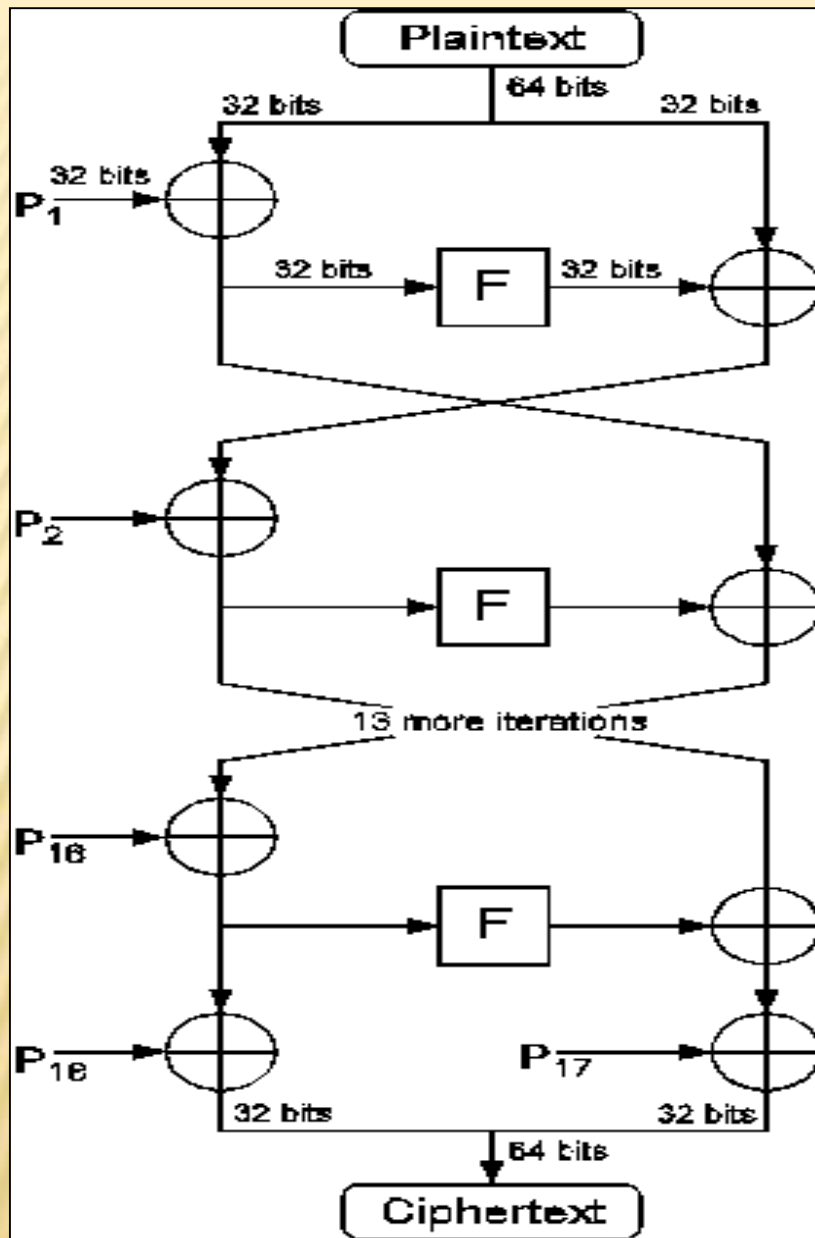 Plaintext
64 bits
32 bits 32 bits
32 bits
P1
32 bits F 32 bits
P2
F
13 more iterations
P16
F
P18 P17
32 bits 32 bits
64 bits
Ciphertext